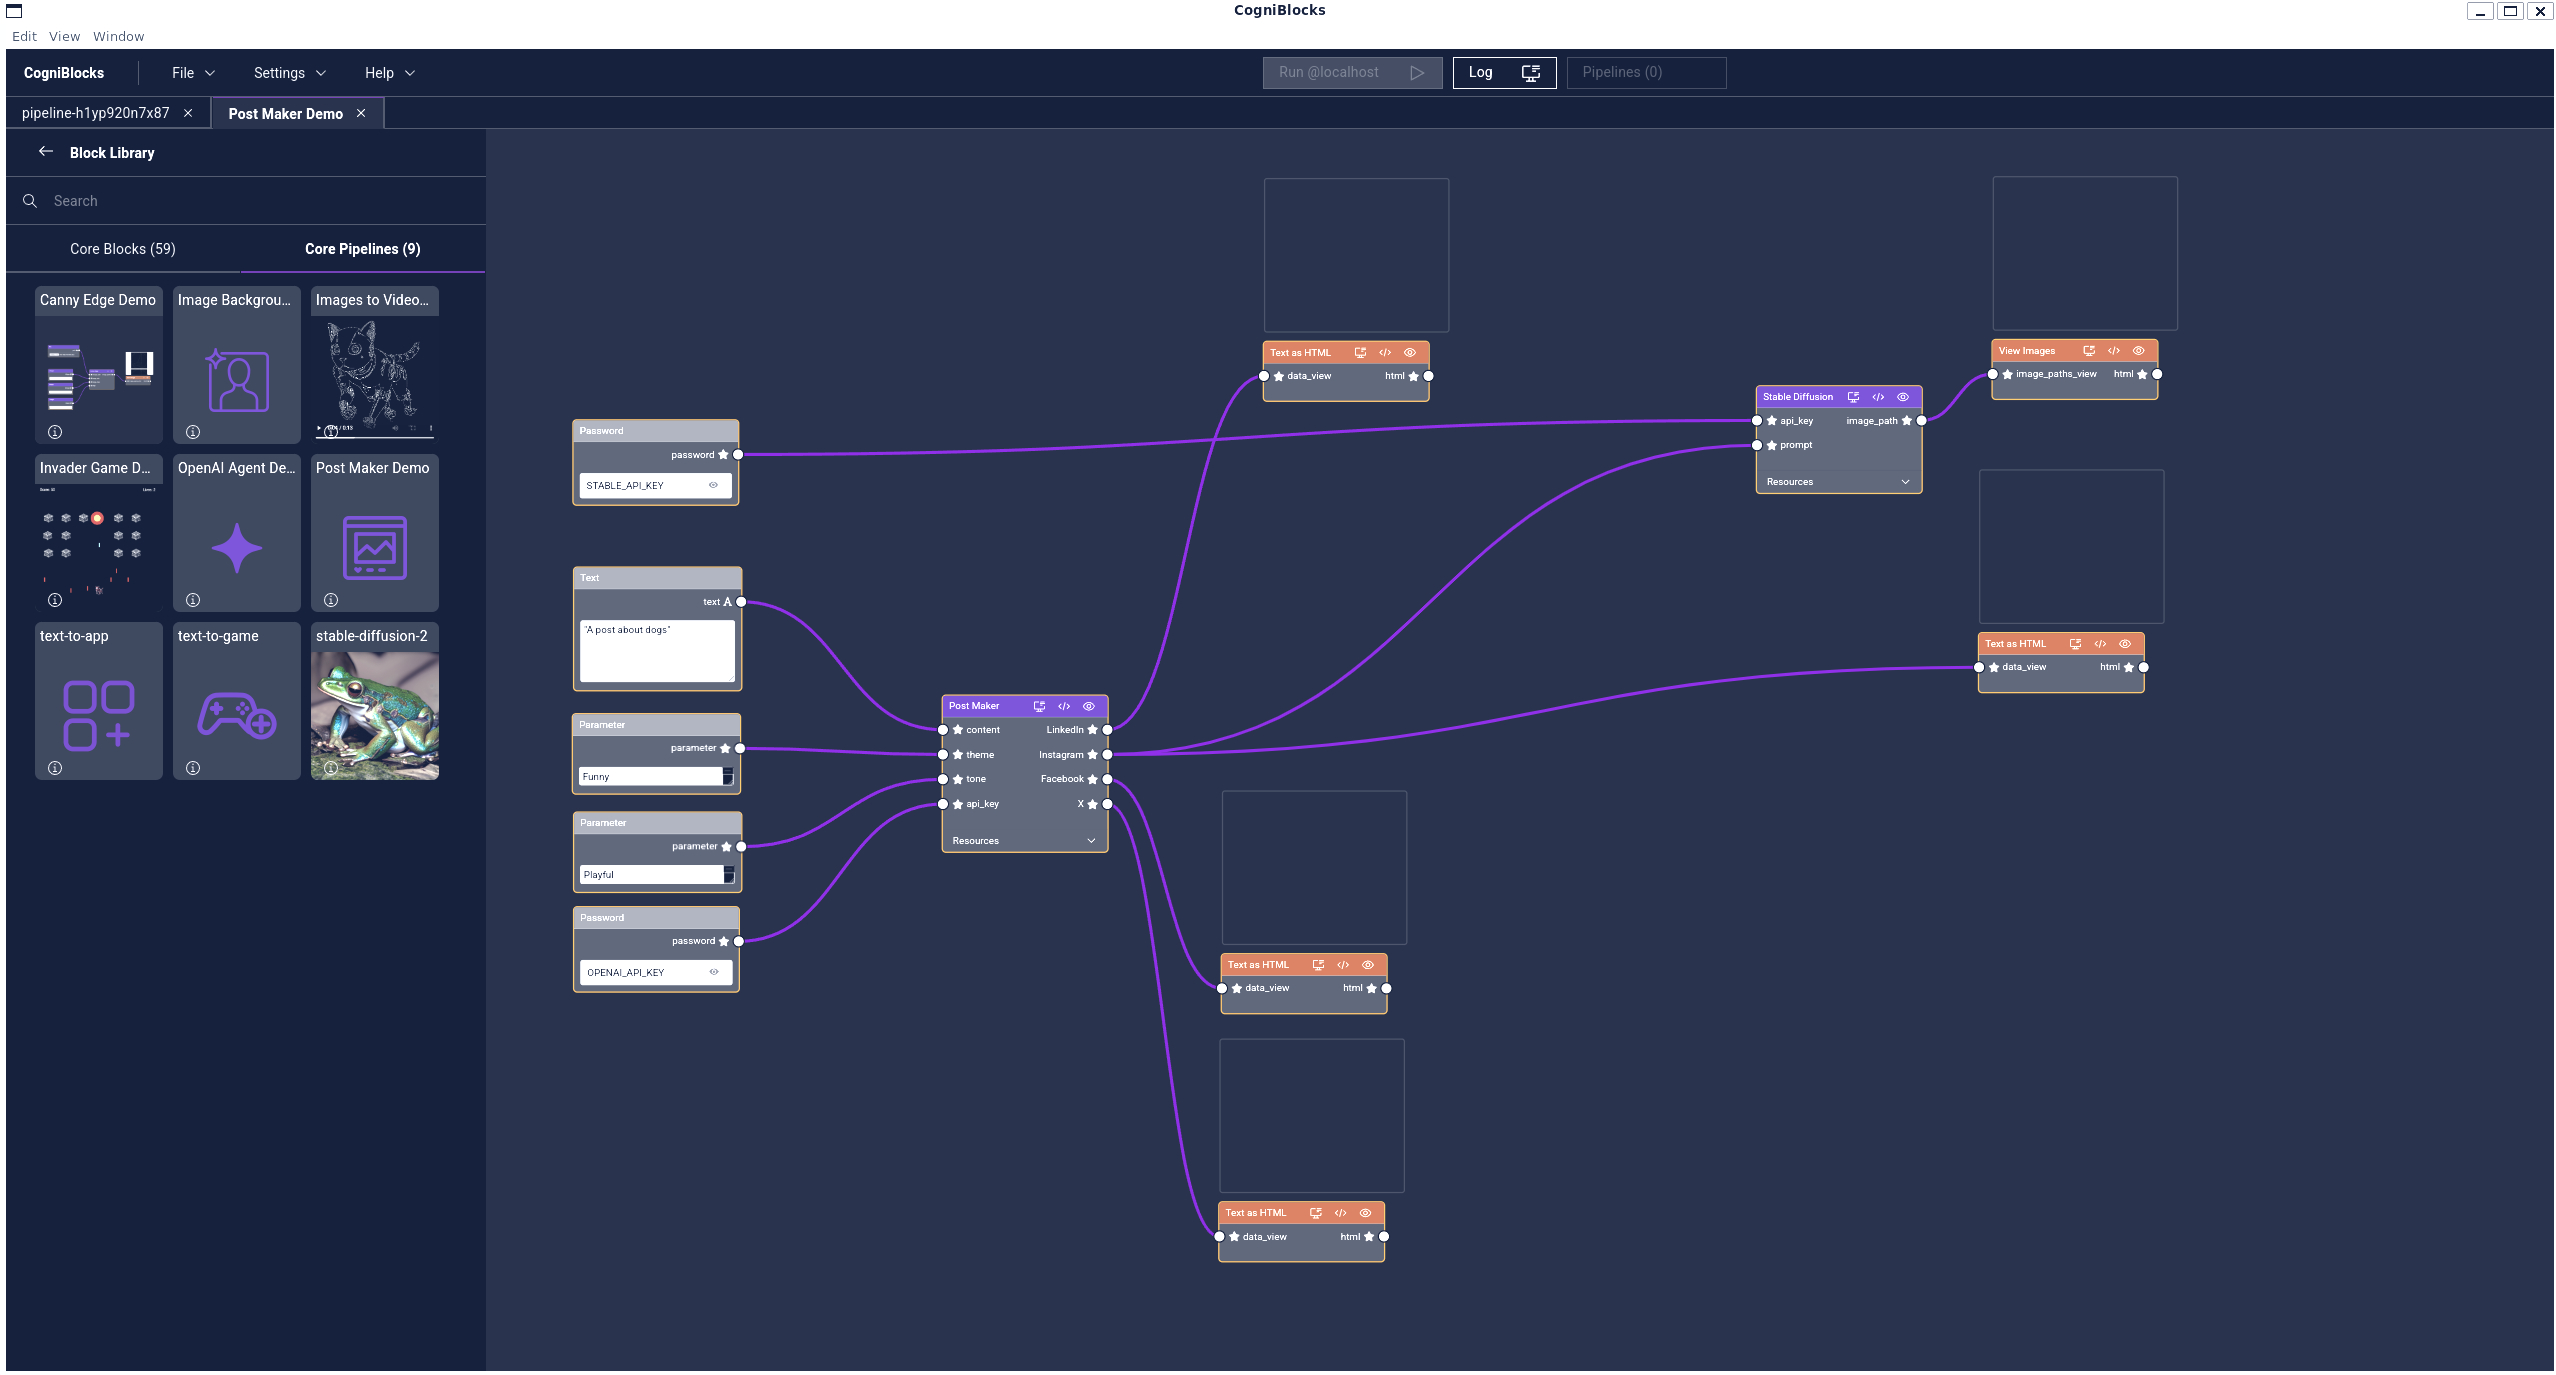 CogniBlocks
Edit View Window
CogniBlocks File Settings Help Run @localhost Log Pipelines (0)
pipeline-h1yp920n7x87 Post Maker Demo
Block Library
Search
Core Blocks (59) Core Pipelines (9)
Canny Edge Demo Image Backgrou... Images to Video...
Invader Game D... OpenAI Agent De... Post Maker Demo
text-to-app text-to-game stable-diffusion-2
Password
password
STABLE_API_KEY
Text
text
"A post about dogs"
Parameter
parameter
Funny
Parameter
parameter
Playful
Password
password
OPENAI_API_KEY
Post Maker
content LinkedIn
theme Instagram
tone Facebook
api_key X
Resources
Text as HTML
data_view html
Stable Diffusion
api_key image_path
prompt
Resources
View Images
image_paths_view html
Text as HTML
data_view html
Text as HTML
data_view html
Text as HTML
data_view html